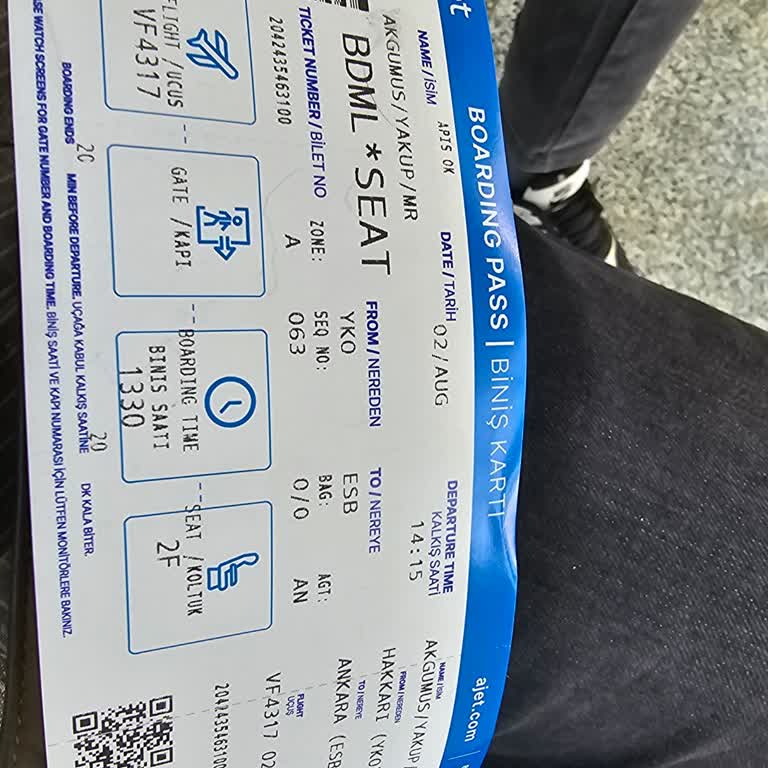 BOARDING PASS | BİNİŞ KARTI
ajet.com
NAME / İSİM
APIS OK
DATE / TARİH
02/AUG
DEPARTURE TIME
KALKIŞ SAATİ
14:15
AKGUMUS/YAKUP/MR
FROM / NEREDEN
YKO
TO / NEREYE
ESB
BDML *SEAT
TICKET NUMBER / BİLET NO
2042435463100
ZONE:
A
SEQ NO:
063
BAG:
0/0
AGT:
AN
FLIGHT /UCUS
VF4317
--
GATE /KAPI
--
BOARDING TIME
BINIS SAATI
1330
--
SEAT /KOLTUK
2F
BOARDING ENDS 20 MIN BEFORE DEPARTURE, UÇAĞA KABUL KALKIŞ SAATİNE 20 DK KALA BİTER.
WATCH SCREENS FOR GATE NUMBER AND BOARDING TIME, BİNİŞ SAATİ VE KAPI NUMARASI İÇİN LÜTFEN MONİTÖRLERE BAKINIZ.
NAME / İSİM
AKGUMUS/YAKUP/
FROM / NEREDEN
HAKKARI (YKO
TO / NEREYE
ANKARA (ESB
FLIGHT
UÇUŞ
VF4317 02
2042435463100